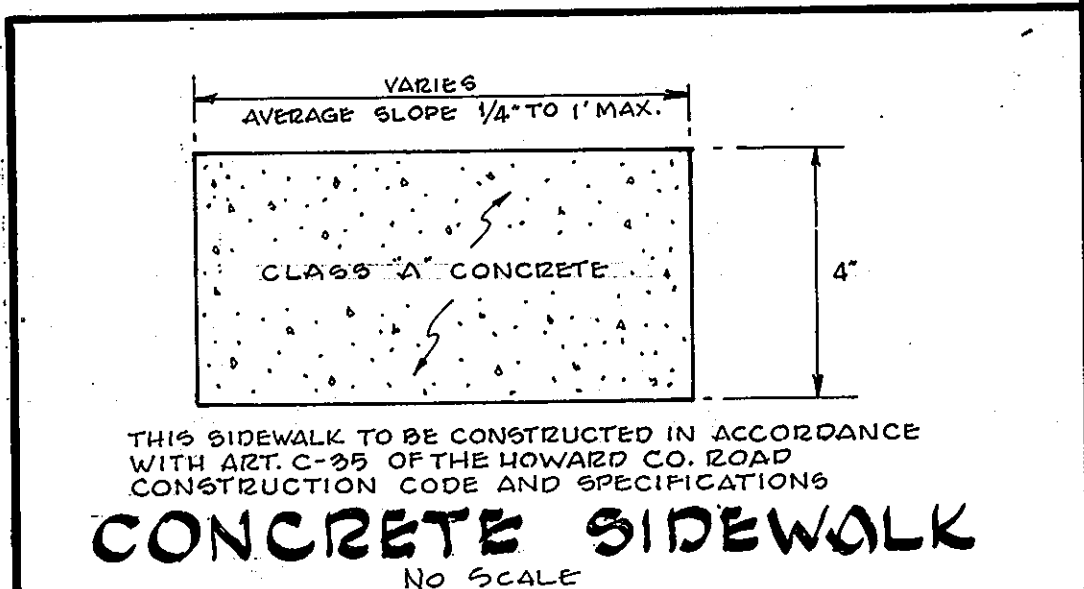 VARIES
AVERAGE SLOPE 1/4" TO 1' MAX.
CLASS "A" CONCRETE
4"
THIS SIDEWALK TO BE CONSTRUCTED IN ACCORDANCE
WITH ART. C-35 OF THE HOWARD CO. ROAD
CONSTRUCTION CODE AND SPECIFICATIONS
CONCRETE SIDEWALK
NO SCALE